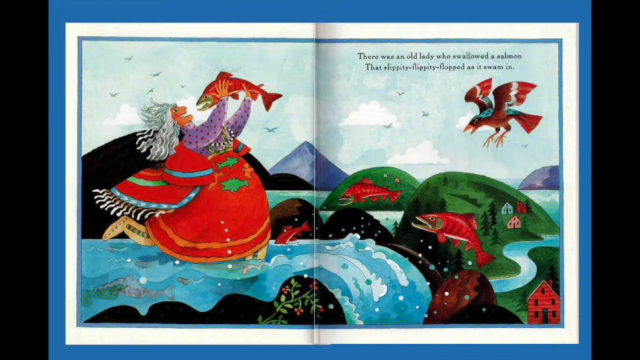 There was an old lady who swallowed a salmon
That slippity-flippity-flopped as it swam in.